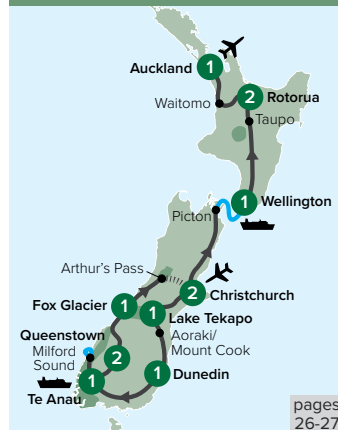 Auckland
1
Waitomo
2
Rotorua
Taupo
1
Wellington
Picton
Arthur's Pass
2
Christchurch
Fox Glacier
1
1
Lake Tekapo
Aoraki/
Mount Cook
Queenstown
2
Milford
Sound
1
Dunedin
1
Te Anau
pages
26-27